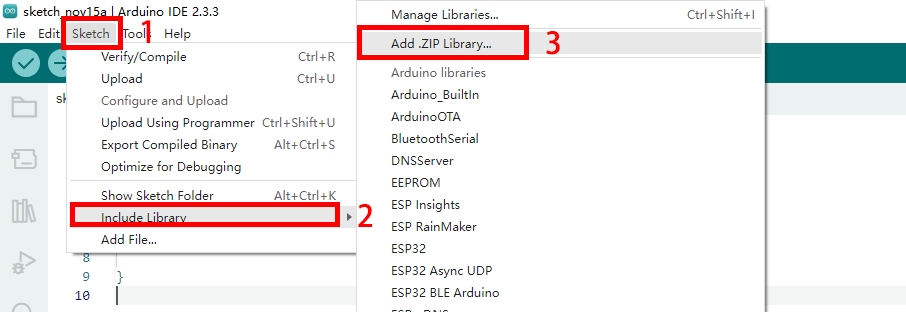 sketch_nov15a | Arduino IDE 2.3.3
File Edit Sketch 1 Tools Help
Verify/Compile Ctrl+R
Upload Ctrl+U
Configure and Upload
Upload Using Programmer Ctrl+Shift+U
Export Compiled Binary Alt+Ctrl+S
Optimize for Debugging
Show Sketch Folder Alt+Ctrl+K
Include Library 2
Add File...
Manage Libraries... Ctrl+Shift+I
Add .ZIP Library... 3
Arduino libraries
Arduino_BuiltIn
ArduinoOTA
BluetoothSerial
DNSServer
EEPROM
ESP Insights
ESP RainMaker
ESP32
ESP32 Async UDP
ESP32 BLE Arduino
sk
8
9 }
10